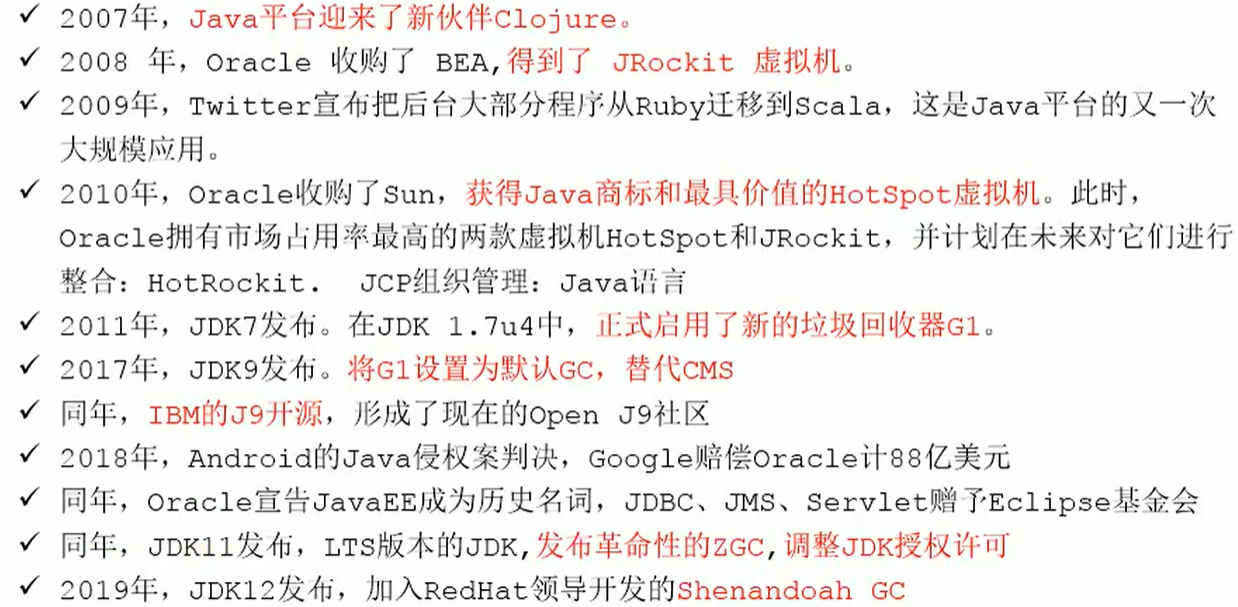 ✓ 2007年，Java平台迎来了新伙伴Clojure。
✓ 2008 年，Oracle 收购了 BEA,得到了 JRockit 虚拟机。
✓ 2009年，Twitter宣布把后台大部分程序从Ruby迁移到Scala，这是Java平台的又一次
大规模应用。
✓ 2010年，Oracle收购了Sun，获得Java商标和最具价值的HotSpot虚拟机。此时，
Oracle拥有市场占用率最高的两款虚拟机HotSpot和JRockit，并计划在未来对它们进行
整合：HotRockit. JCP组织管理：Java语言
✓ 2011年，JDK7发布。在JDK 1.7u4中，正式启用了新的垃圾回收器G1。
✓ 2017年，JDK9发布。将G1设置为默认GC，替代CMS
✓ 同年，IBM的J9开源，形成了现在的Open J9社区
✓ 2018年，Android的Java侵权案判决，Google赔偿Oracle计88亿美元
✓ 同年，Oracle宣告JavaEE成为历史名词，JDBC、JMS、Servlet赠予Eclipse基金会
✓ 同年，JDK11发布，LTS版本的JDK,发布革命性的ZGC,调整JDK授权许可
✓ 2019年，JDK12发布，加入RedHat领导开发的Shenandoah GC